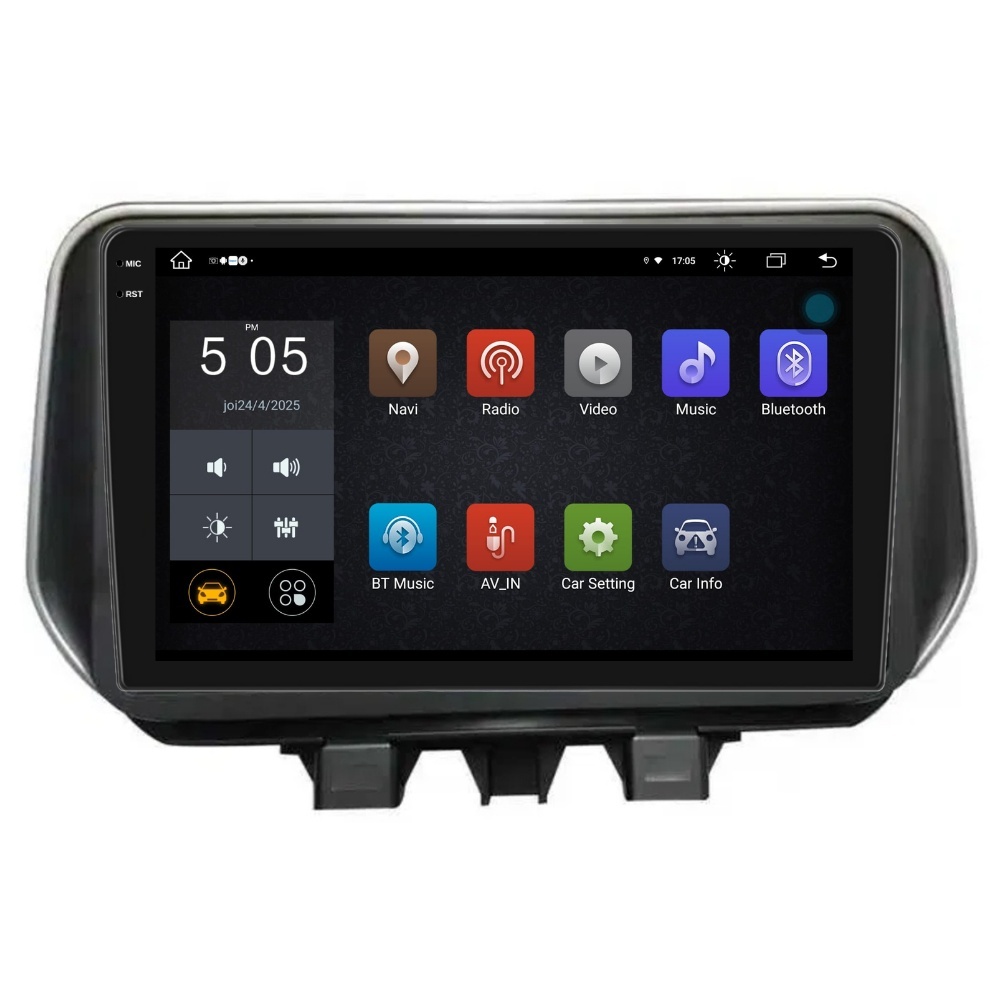 MIC
17:05
RST
PM
5 05
joi24/4/2025
Navi
Radio
Video
Music
Bluetooth
BT Music
AV_IN
Car Setting
Car Info